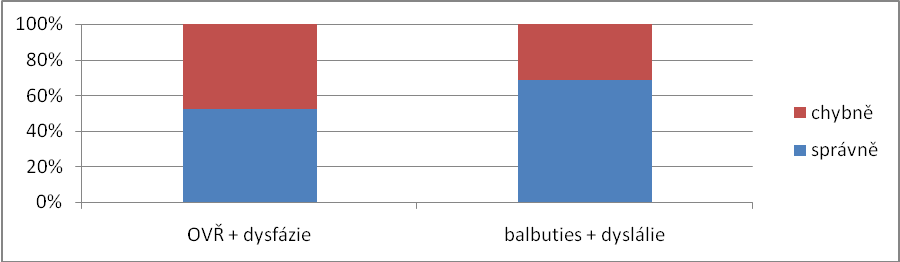 100%
80%
60%
40%
20%
0%
OVŘ + dysfázie
balbuties + dyslálie
chybně
správně